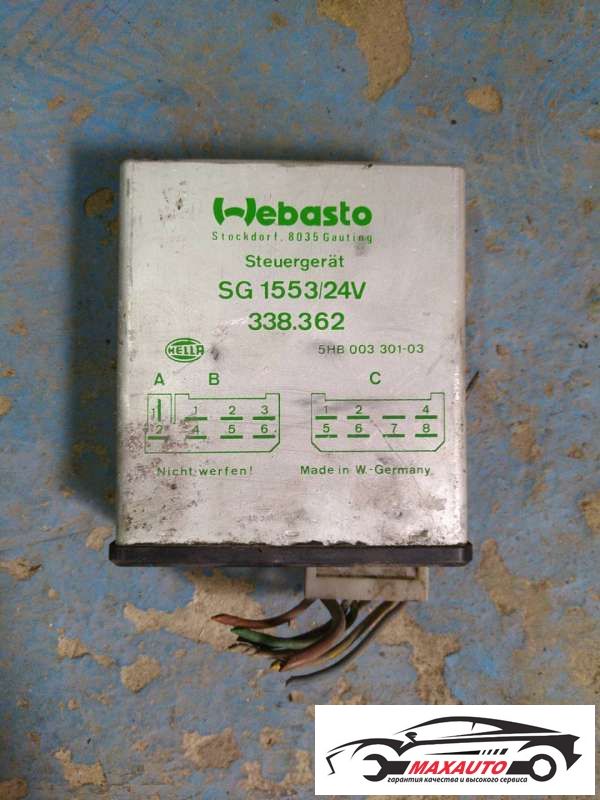 Webasto
Stockdorf, 8035 Gauting
Steuergerät
SG 1553/24V
338.362
HELLA
5HB 003 301-03
A B C
1 1 2 3 1 2 4
2 4 5 6 5 6 7 8
Nicht werfen! Made in W.-Germany
MAXAUTO
гарантия качества и высокого сервиса